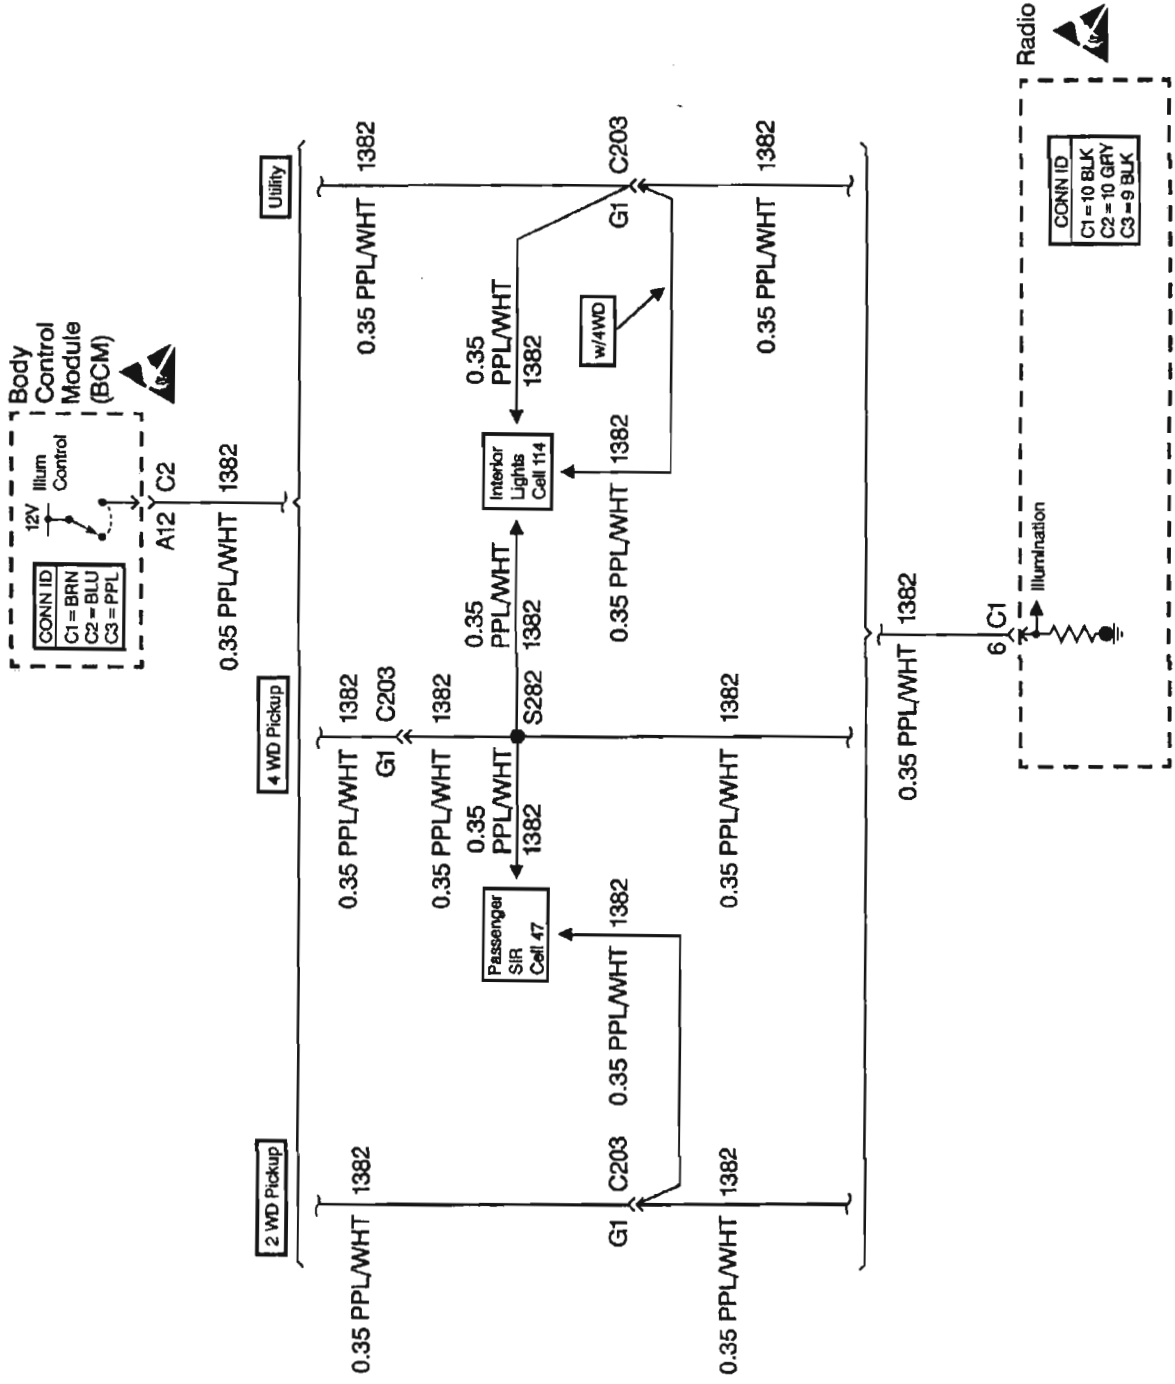 Body
Control
Module
(BCM)
12V
Illum
Control
CONN ID
C1 = BRN
C2 = BLU
C3 = PPL
A12
C2
0.35 PPL/WHT
1382
2 WD Pickup
4 WD Pickup
Utility
0.35 PPL/WHT
1382
0.35 PPL/WHT
1382
G1
C203
0.35 PPL/WHT
1382
0.35 PPL/WHT
1382
0.35
PPL/WHT
1382
S282
0.35
PPL/WHT
1382
0.35
PPL/WHT
1382
Passenger
SIR
Cell 47
Interior
Lights
Cell 114
w/4WD
G1
C203
0.35 PPL/WHT
1382
0.35 PPL/WHT
1382
G1
C203
0.35 PPL/WHT
1382
0.35 PPL/WHT
1382
0.35 PPL/WHT
1382
0.35 PPL/WHT
1382
6
C1
Illumination
Radio
CONN ID
C1 = 10 BLK
C2 = 10 GRY
C3 = 9 BLK